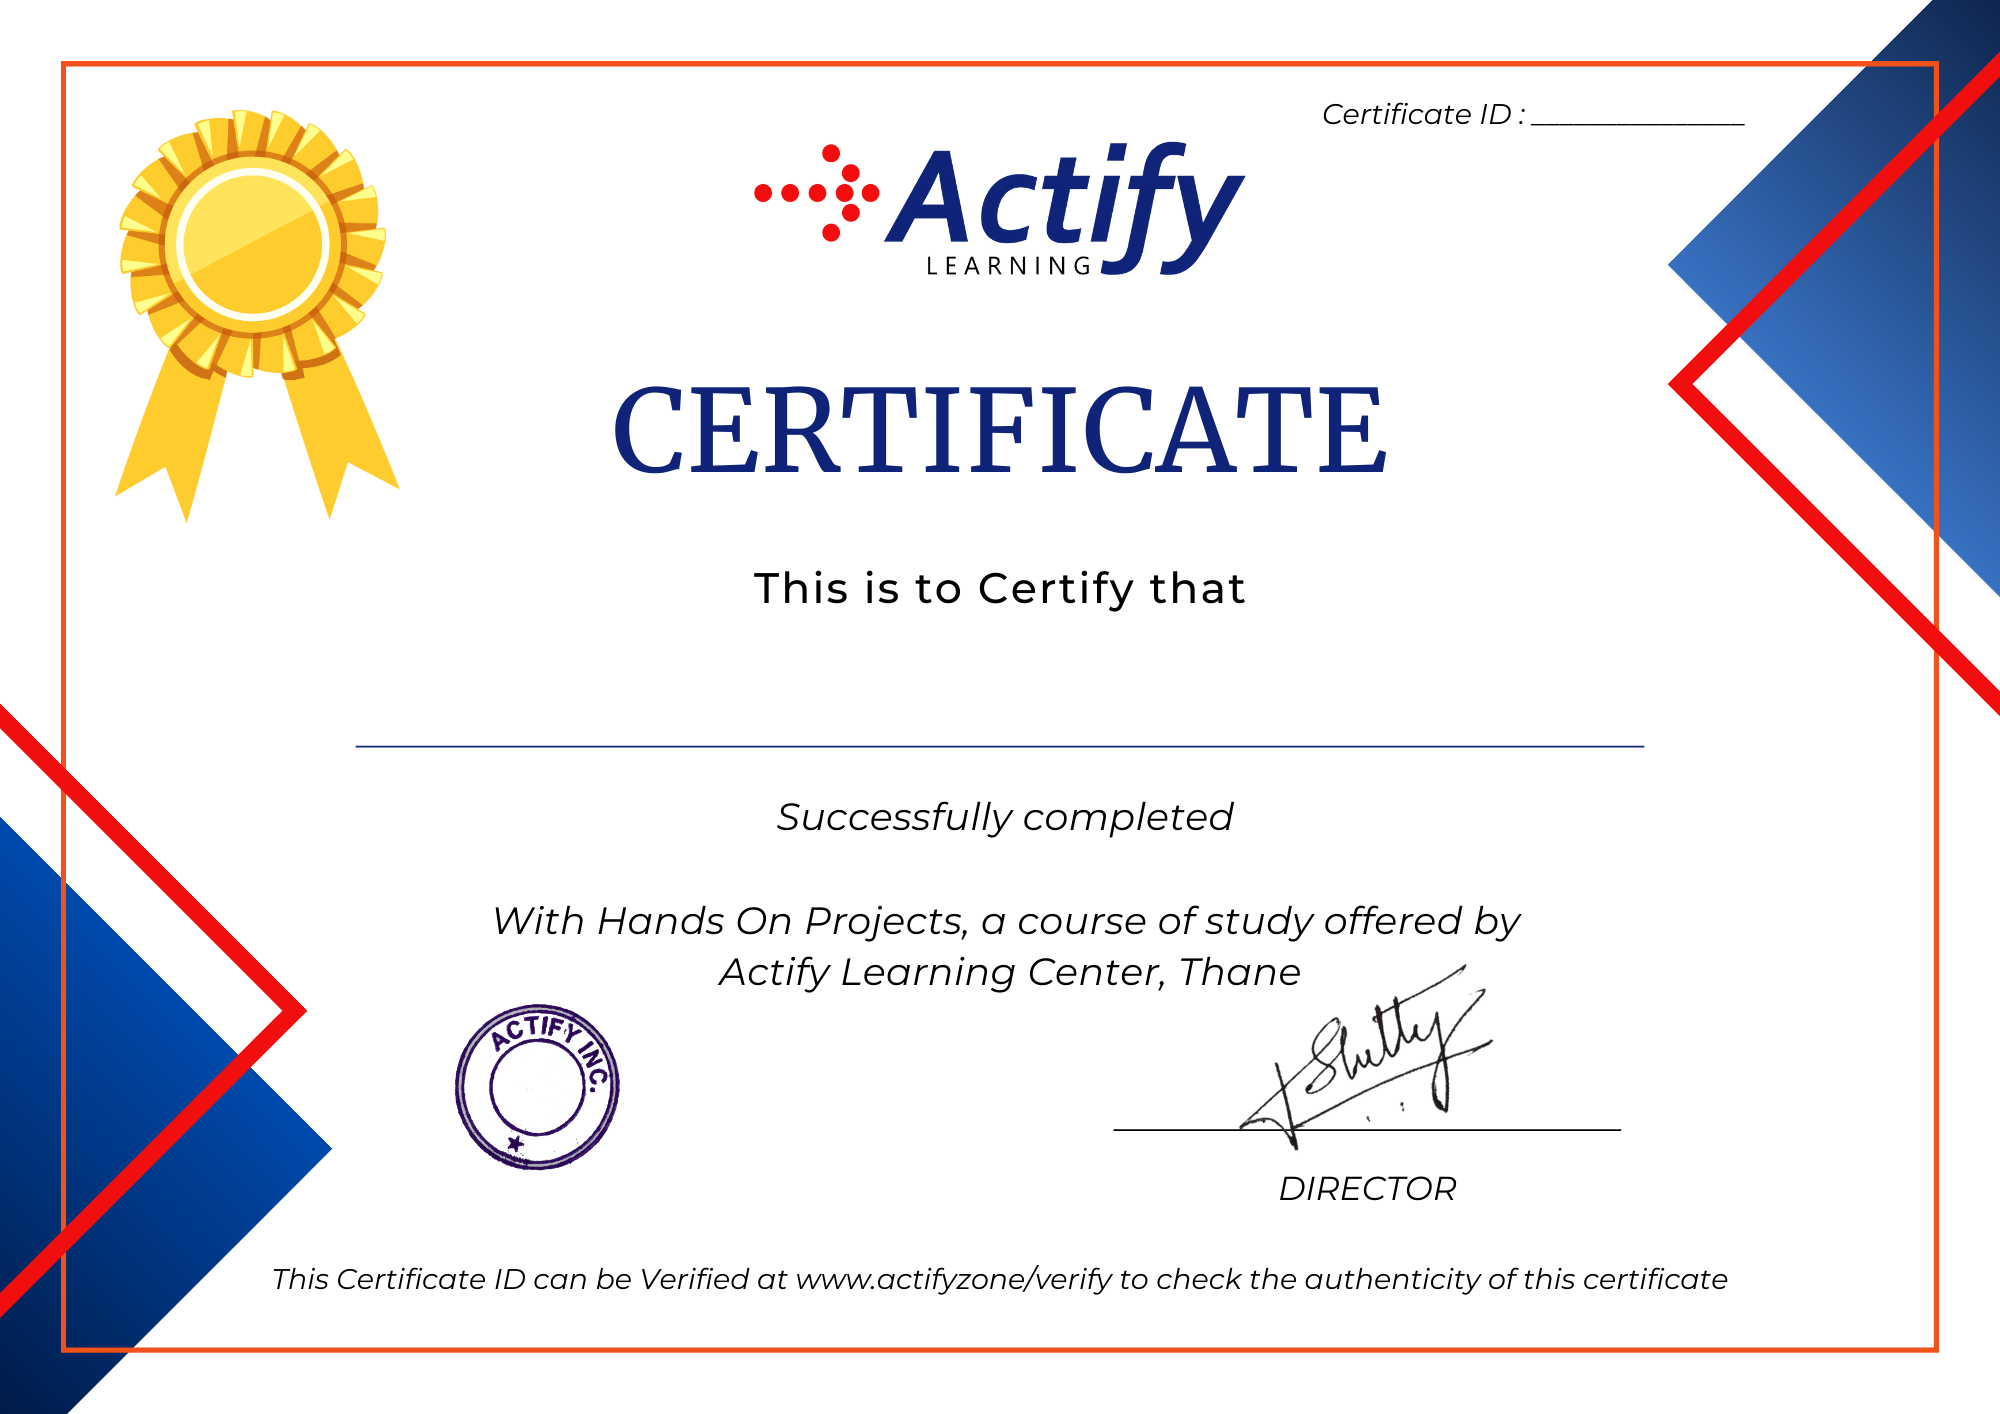 Certificate ID : _______________
Actify
LEARNING
CERTIFICATE
This is to Certify that
Successfully completed
With Hands On Projects, a course of study offered by
Actify Learning Center, Thane
ACTIFY INC.
Shetty
DIRECTOR
This Certificate ID can be Verified at www.actifyzone/verify to check the authenticity of this certificate